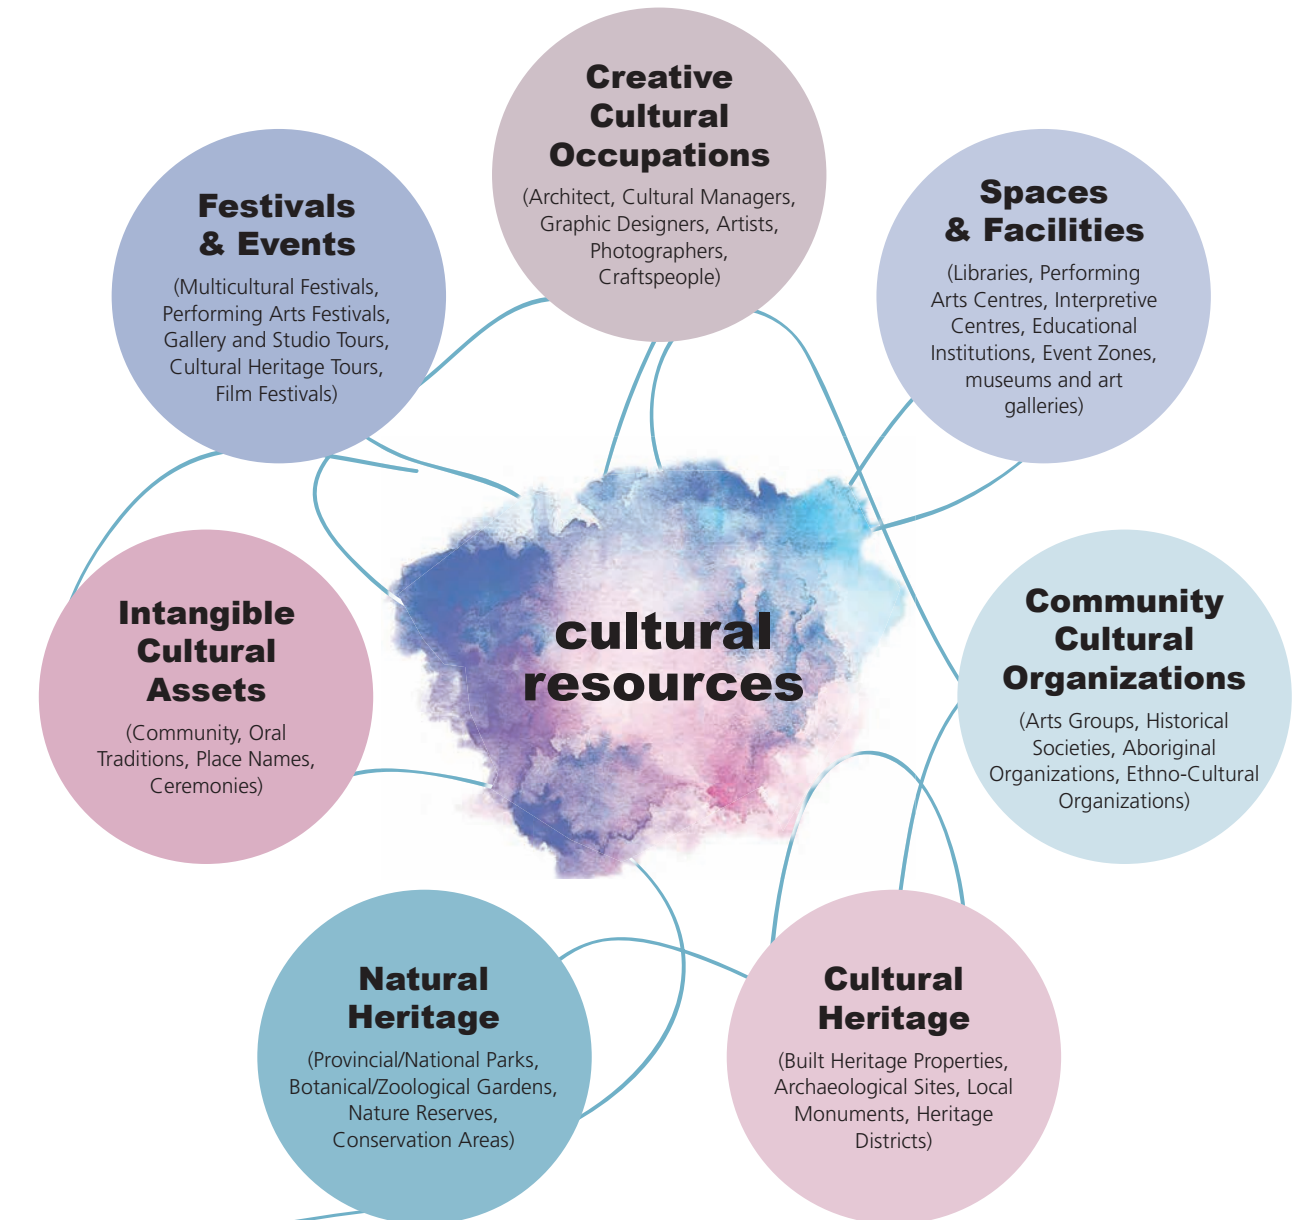 Creative
Cultural
Occupations
(Architect, Cultural Managers,
Graphic Designers, Artists,
Photographers,
Craftspeople)
Festivals
& Events
(Multicultural Festivals,
Performing Arts Festivals,
Gallery and Studio Tours,
Cultural Heritage Tours,
Film Festivals)
Spaces
& Facilities
(Libraries, Performing
Arts Centres, Interpretive
Centres, Educational
Institutions, Event Zones,
museums and art
galleries)
cultural
resources
Intangible
Cultural
Assets
(Community, Oral
Traditions, Place Names,
Ceremonies)
Community
Cultural
Organizations
(Arts Groups, Historical
Societies, Aboriginal
Organizations, Ethno-Cultural
Organizations)
Natural
Heritage
(Provincial/National Parks,
Botanical/Zoological Gardens,
Nature Reserves,
Conservation Areas)
Cultural
Heritage
(Built Heritage Properties,
Archaeological Sites, Local
Monuments, Heritage
Districts)